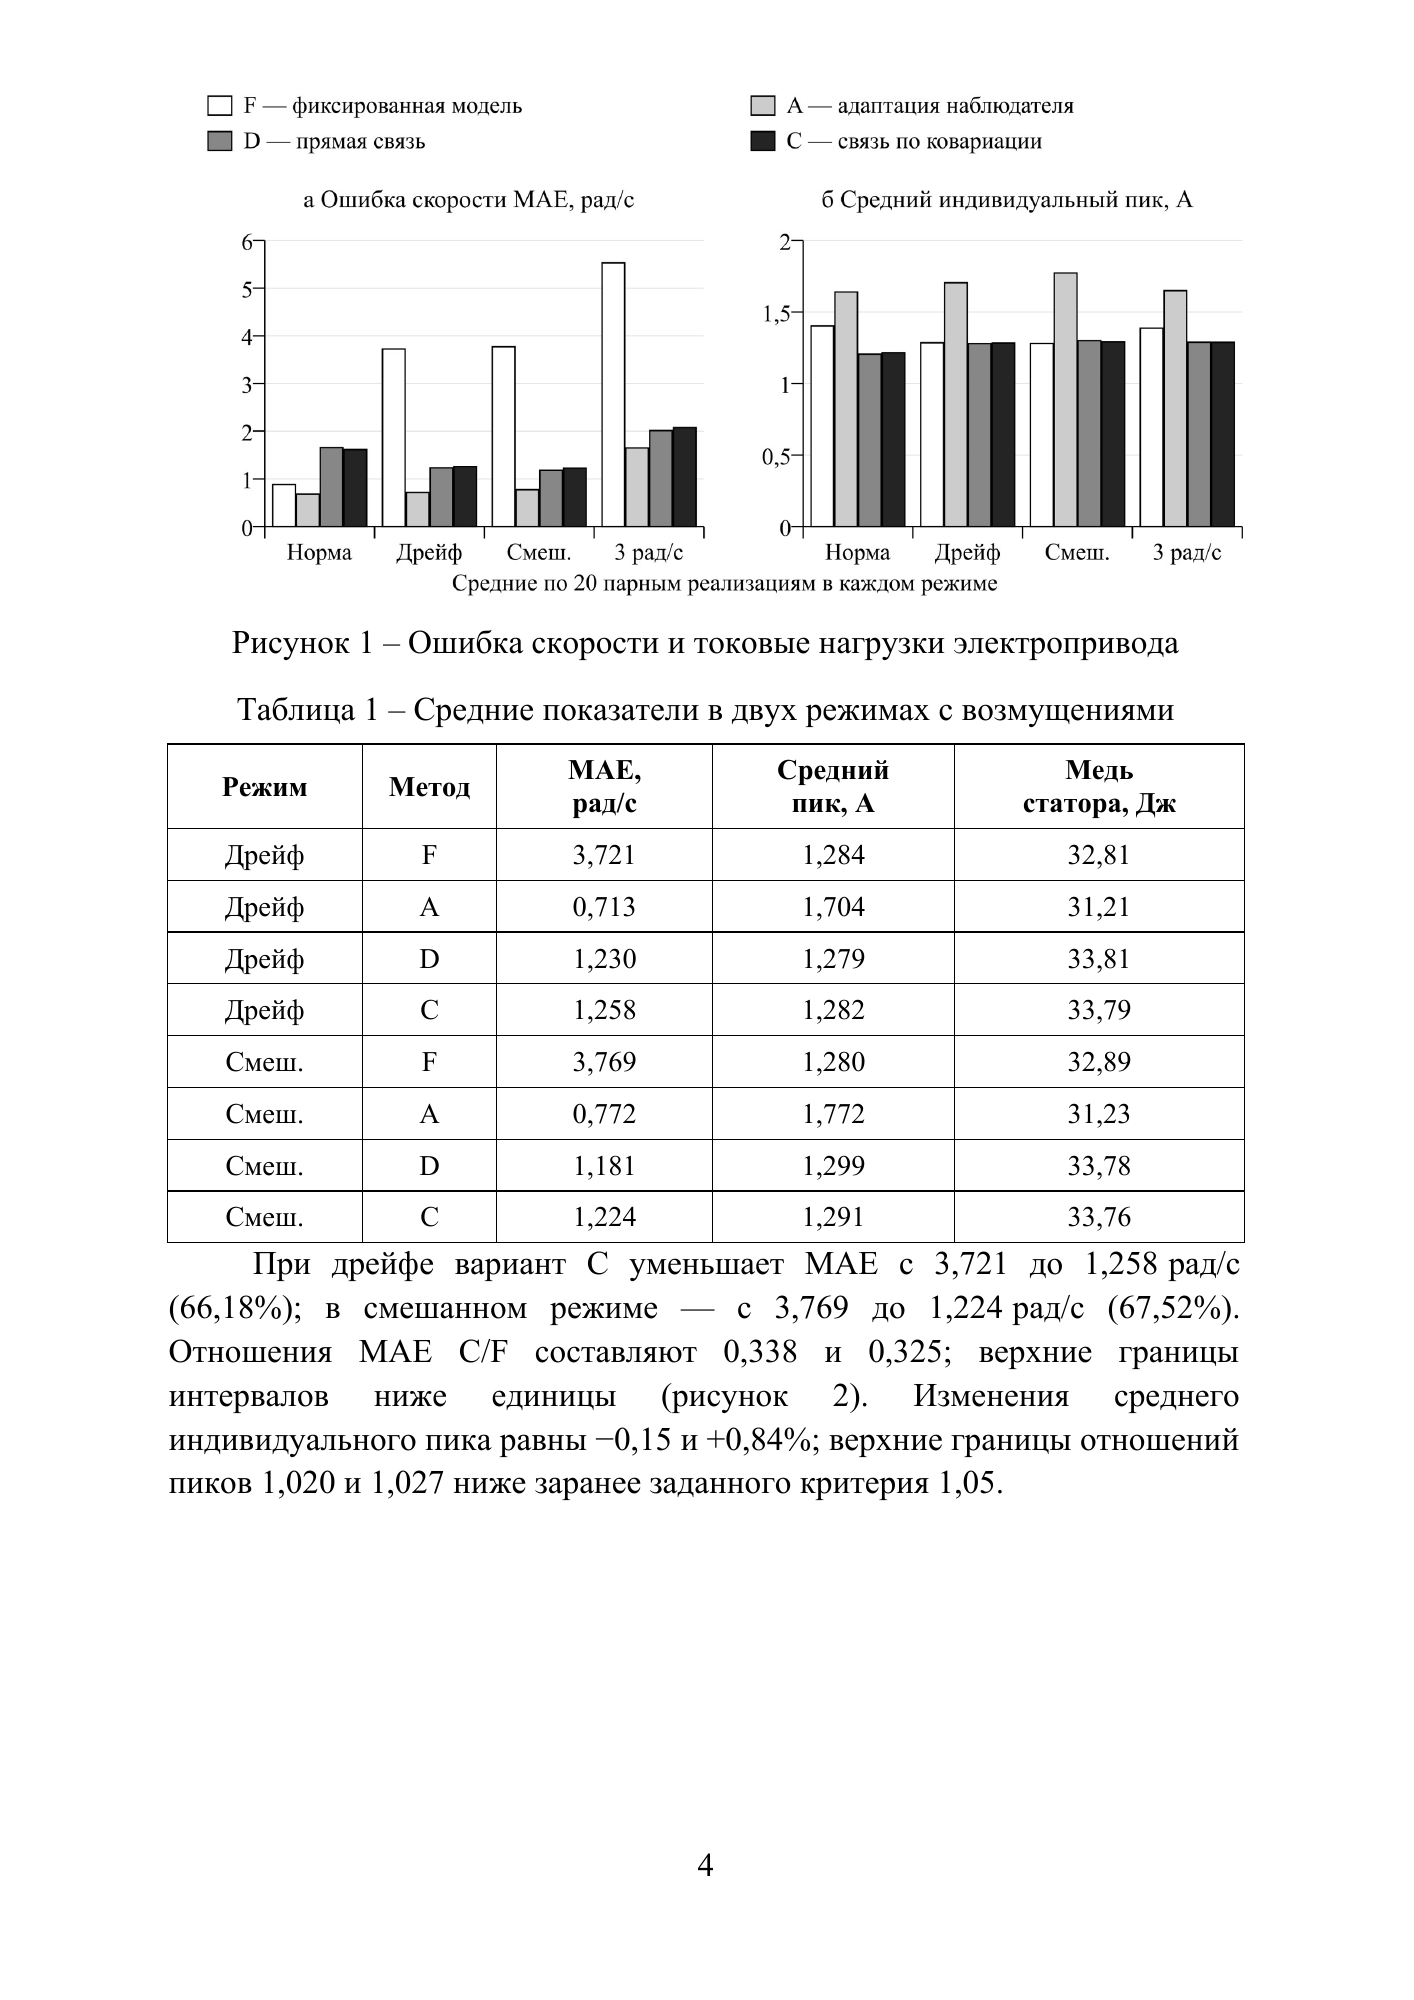 F — фиксированная модель
A — адаптация наблюдателя
D — прямая связь
C — связь по ковариации
а Ошибка скорости MAE, рад/с
6
5
4
3
2
1
0
Норма Дрейф Смеш. 3 рад/с
б Средний индивидуальный пик, А
2
1,5
1
0,5
0
Норма Дрейф Смеш. 3 рад/с
Средние по 20 парным реализациям в каждом режиме
Рисунок 1 – Ошибка скорости и токовые нагрузки электропривода
Таблица 1 – Средние показатели в двух режимах с возмущениями
Режим Метод MAE, рад/с Средний пик, А Медь статора, Дж
Дрейф F 3,721 1,284 32,81
Дрейф A 0,713 1,704 31,21
Дрейф D 1,230 1,279 33,81
Дрейф C 1,258 1,282 33,79
Смеш. F 3,769 1,280 32,89
Смеш. A 0,772 1,772 31,23
Смеш. D 1,181 1,299 33,78
Смеш. C 1,224 1,291 33,76
При дрейфе вариант C уменьшает MAE с 3,721 до 1,258 рад/с
(66,18%); в смешанном режиме — с 3,769 до 1,224 рад/с (67,52%).
Отношения MAE C/F составляют 0,338 и 0,325; верхние границы
интервалов ниже единицы (рисунок 2). Изменения среднего
индивидуального пика равны −0,15 и +0,84%; верхние границы отношений
пиков 1,020 и 1,027 ниже заранее заданного критерия 1,05.
4